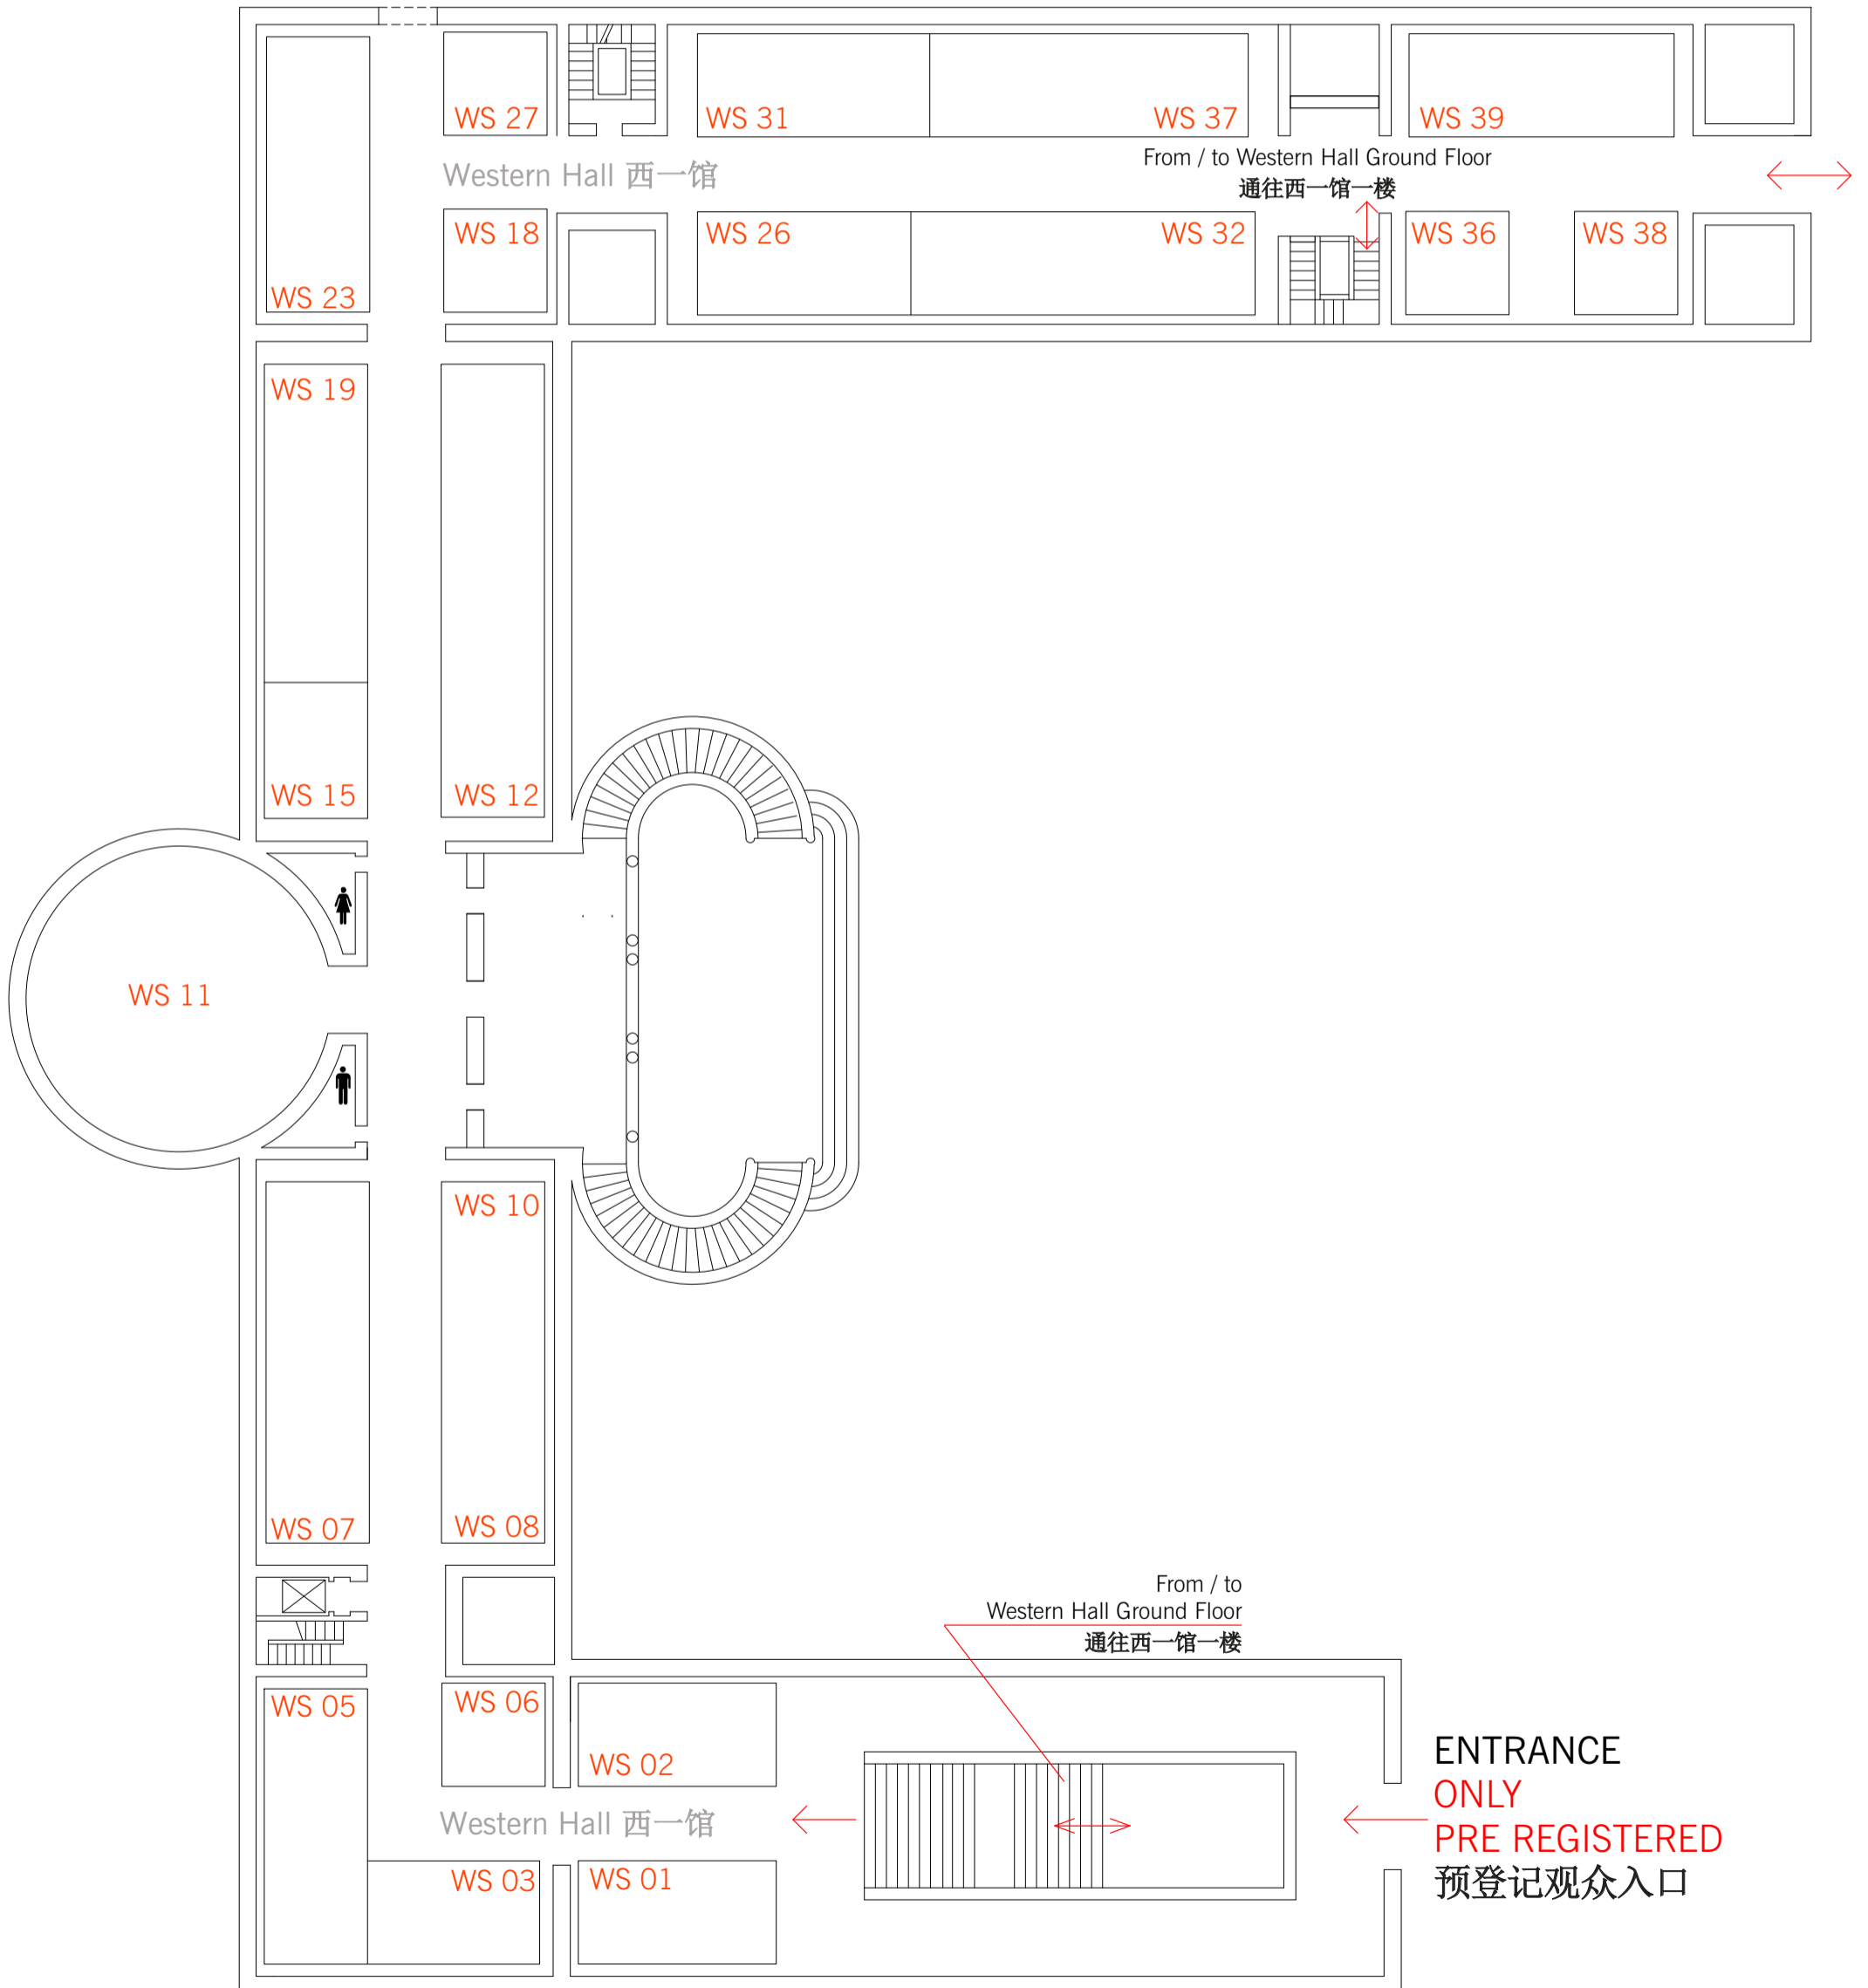 WS 27
WS 31
WS 37
WS 39
From / to Western Hall Ground Floor
通往西一馆一楼
Western Hall 西一馆
WS 18
WS 26
WS 32
WS 36
WS 38
WS 23
WS 19
WS 15
WS 12
WS 11
WS 10
WS 07
WS 08
From / to
Western Hall Ground Floor
通往西一馆一楼
WS 05
WS 06
WS 02
ENTRANCE
ONLY
PRE REGISTERED
预登记观众入口
Western Hall 西一馆
WS 03
WS 01